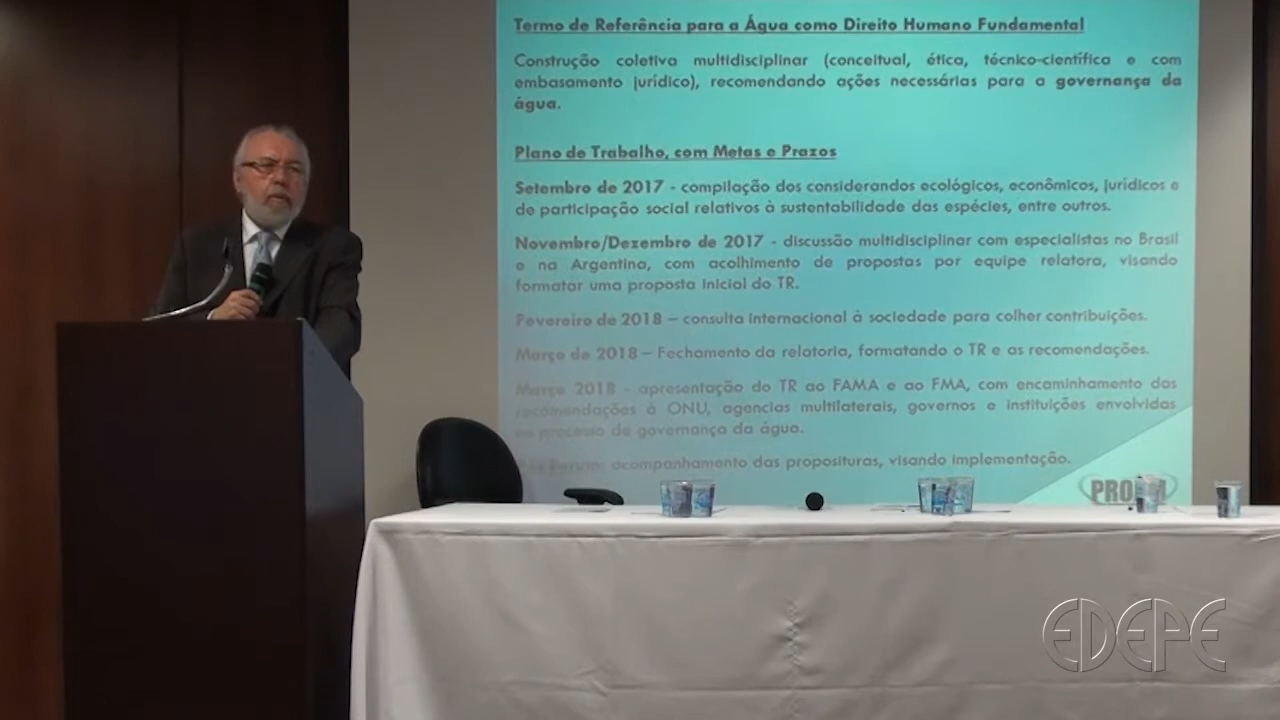 Termo de Referência para a Água como Direito Humano Fundamental
Construção coletiva multidisciplinar (conceitual, ética, técnico-científica e com
embasamento jurídico), recomendando ações necessárias para a governança da
água.
Plano de Trabalho, com Metas e Prazos
Setembro de 2017 - compilação dos considerandos ecológicos, econômicos, jurídicos e
de participação social relativos à sustentabilidade das espécies, entre outros.
Novembro/Dezembro de 2017 - discussão multidisciplinar com especialistas no Brasil
e na Argentina, com acolhimento de propostas por equipe relatora, visando
formatar uma proposta inicial do TR.
Fevereiro de 2018 – consulta internacional à sociedade para colher contribuições.
Março de 2018 – Fechamento da relatoria, formatando o TR e as recomendações.
Março 2018 - apresentação do TR ao FAMA e ao FMA, com encaminhamento das
recomendações à ONU, agencias multilaterais, governos e instituições envolvidas
no processo de governança da água.
acompanhamento das proposituras, visando implementação.
EDEPE